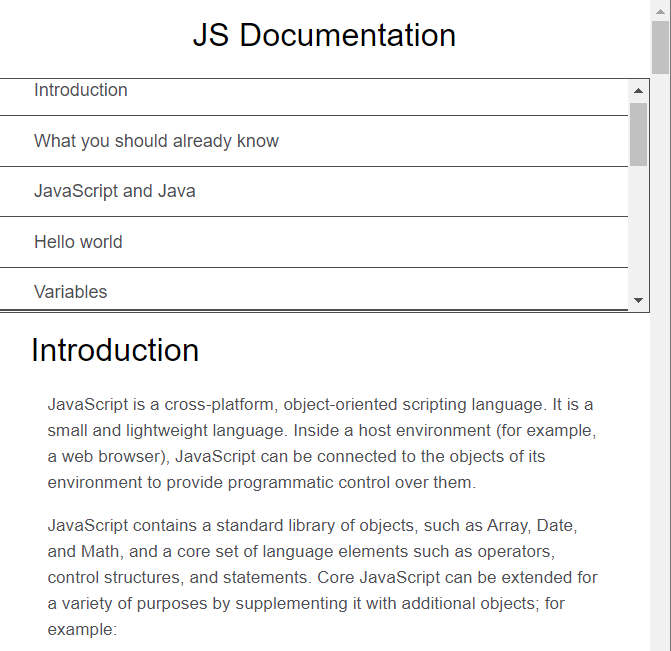 JS Documentation
Introduction
What you should already know
JavaScript and Java
Hello world
Variables
Introduction
JavaScript is a cross-platform, object-oriented scripting language. It is a
small and lightweight language. Inside a host environment (for example,
a web browser), JavaScript can be connected to the objects of its
environment to provide programmatic control over them.
JavaScript contains a standard library of objects, such as Array, Date,
and Math, and a core set of language elements such as operators,
control structures, and statements. Core JavaScript can be extended for
a variety of purposes by supplementing it with additional objects; for
example: